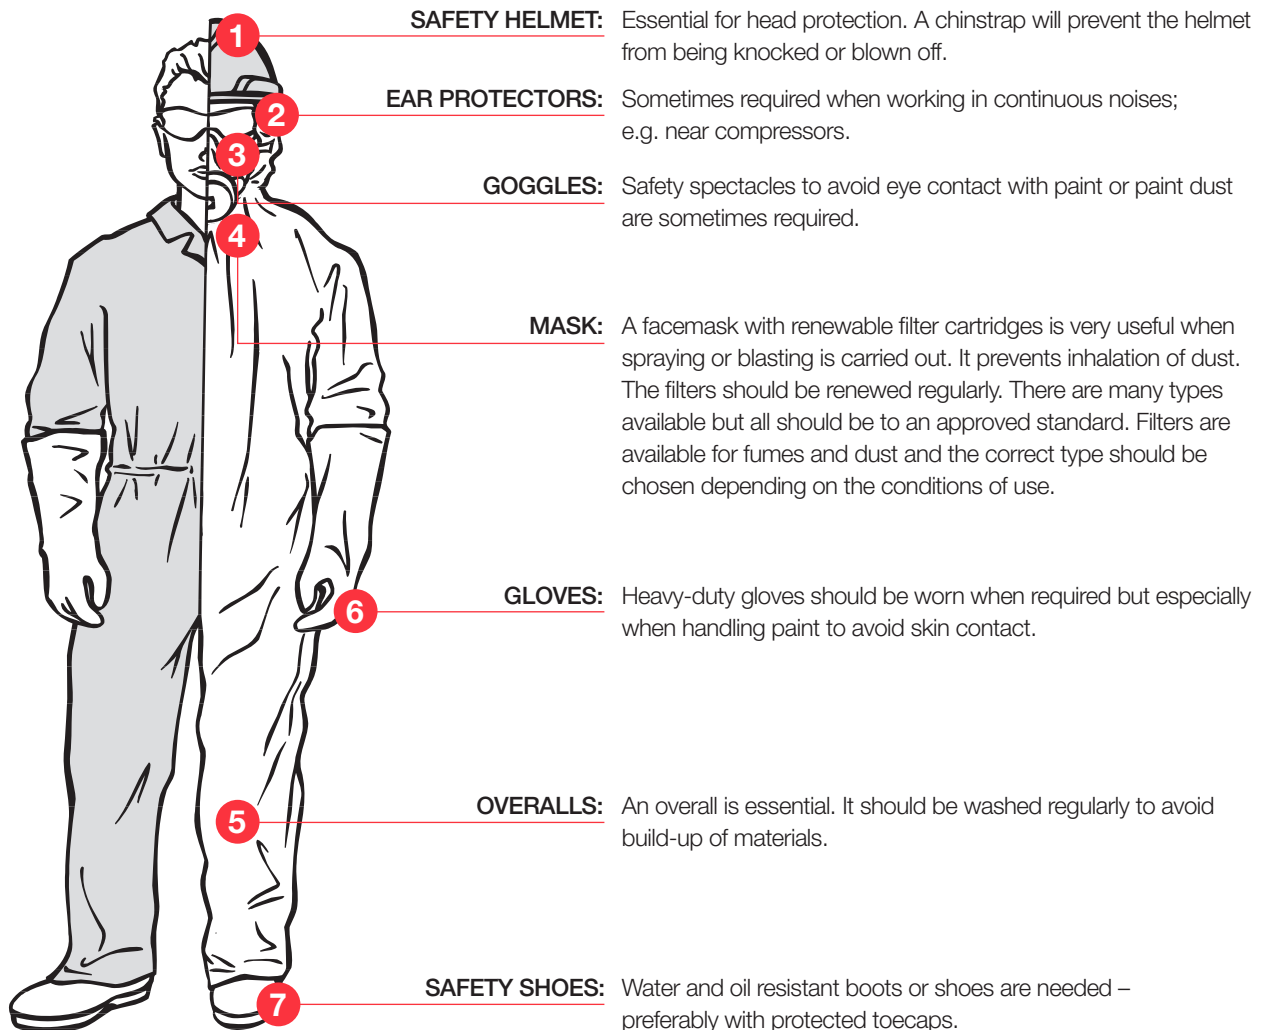 1
SAFETY HELMET: Essential for head protection. A chinstrap will prevent the helmet
from being knocked or blown off.
2
EAR PROTECTORS: Sometimes required when working in continuous noises;
e.g. near compressors.
3
GOGGLES: Safety spectacles to avoid eye contact with paint or paint dust
are sometimes required.
4
MASK: A facemask with renewable filter cartridges is very useful when
spraying or blasting is carried out. It prevents inhalation of dust.
The filters should be renewed regularly. There are many types
available but all should be to an approved standard. Filters are
available for fumes and dust and the correct type should be
chosen depending on the conditions of use.
6
GLOVES: Heavy-duty gloves should be worn when required but especially
when handling paint to avoid skin contact.
5
OVERALLS: An overall is essential. It should be washed regularly to avoid
build-up of materials.
7
SAFETY SHOES: Water and oil resistant boots or shoes are needed –
preferably with protected toecaps.